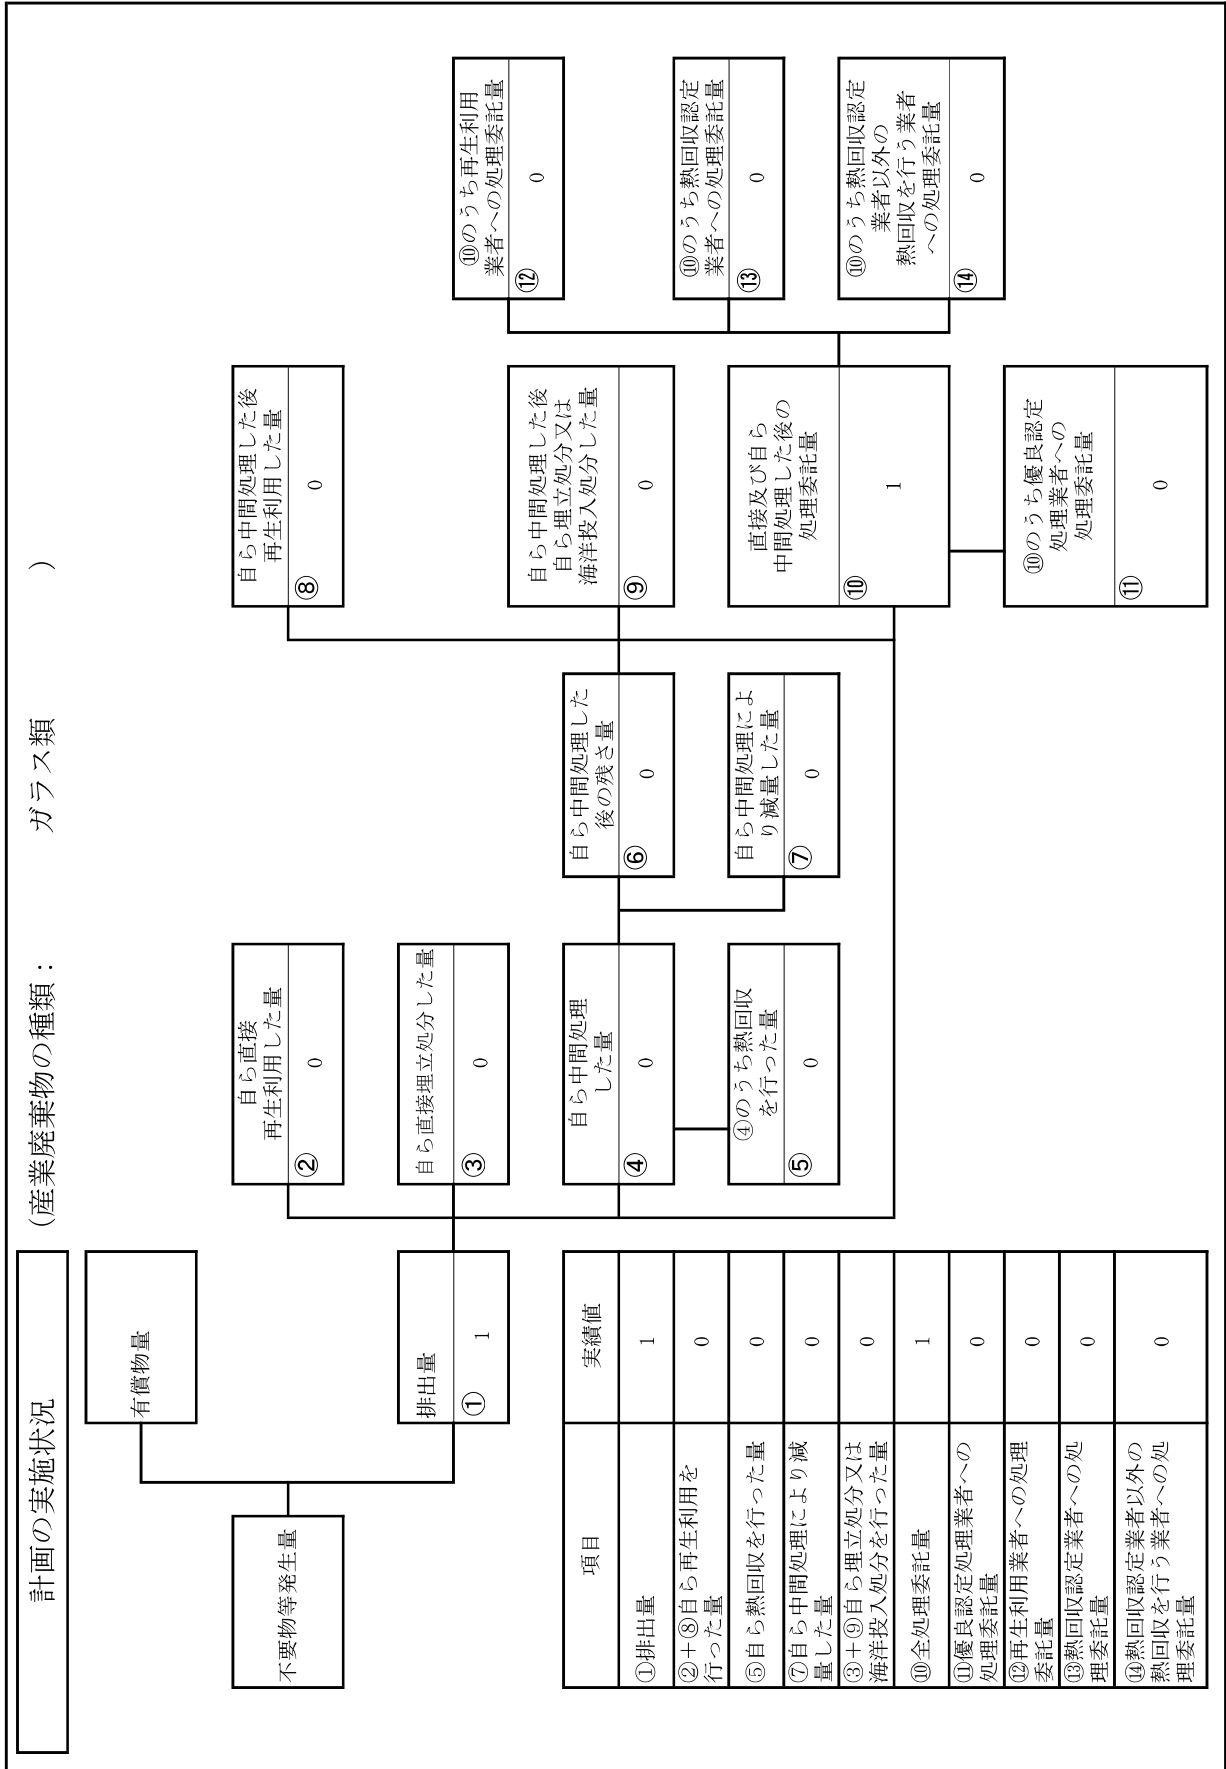 計画の実施状況
(産業廃棄物の種類：　ガラス類　)
有償物量
不要物等発生量
排出量
①
1
自ら直接
再生利用した量
②
0
自ら直接埋立処分した量
③
0
自ら中間処理
した量
④
0
④のうち熱回収
を行った量
⑤
0
自ら中間処理した
後の残さ量
⑥
0
自ら中間処理によ
り減量した量
⑦
0
自ら中間処理した後
再生利用した量
⑧
0
自ら中間処理した後
自ら埋立処分又は
海洋投入処分した量
⑨
0
直接及び自ら
中間処理した後の
処理委託量
⑩
1
⑩のうち優良認定
処理業者への
処理委託量
⑪
0
⑩のうち再生利用
業者への処理委託量
⑫
0
⑩のうち熱回収認定
業者への処理委託量
⑬
0
⑩のうち熱回収認定
業者以外の
熱回収を行う業者
への処理委託量
⑭
0
項目 実績値
①排出量 1
②＋⑧自ら再生利用を
行った量 0
⑤自ら熱回収を行った量 0
⑦自ら中間処理により減
量した量 0
③＋⑨自ら埋立処分又は
海洋投入処分を行った量 0
⑩全処理委託量 1
⑪優良認定処理業者への
処理委託量 0
⑫再生利用業者への処理
委託量 0
⑬熱回収認定業者への処
理委託量 0
⑭熱回収認定業者以外の
熱回収を行う業者への処
理委託量 0